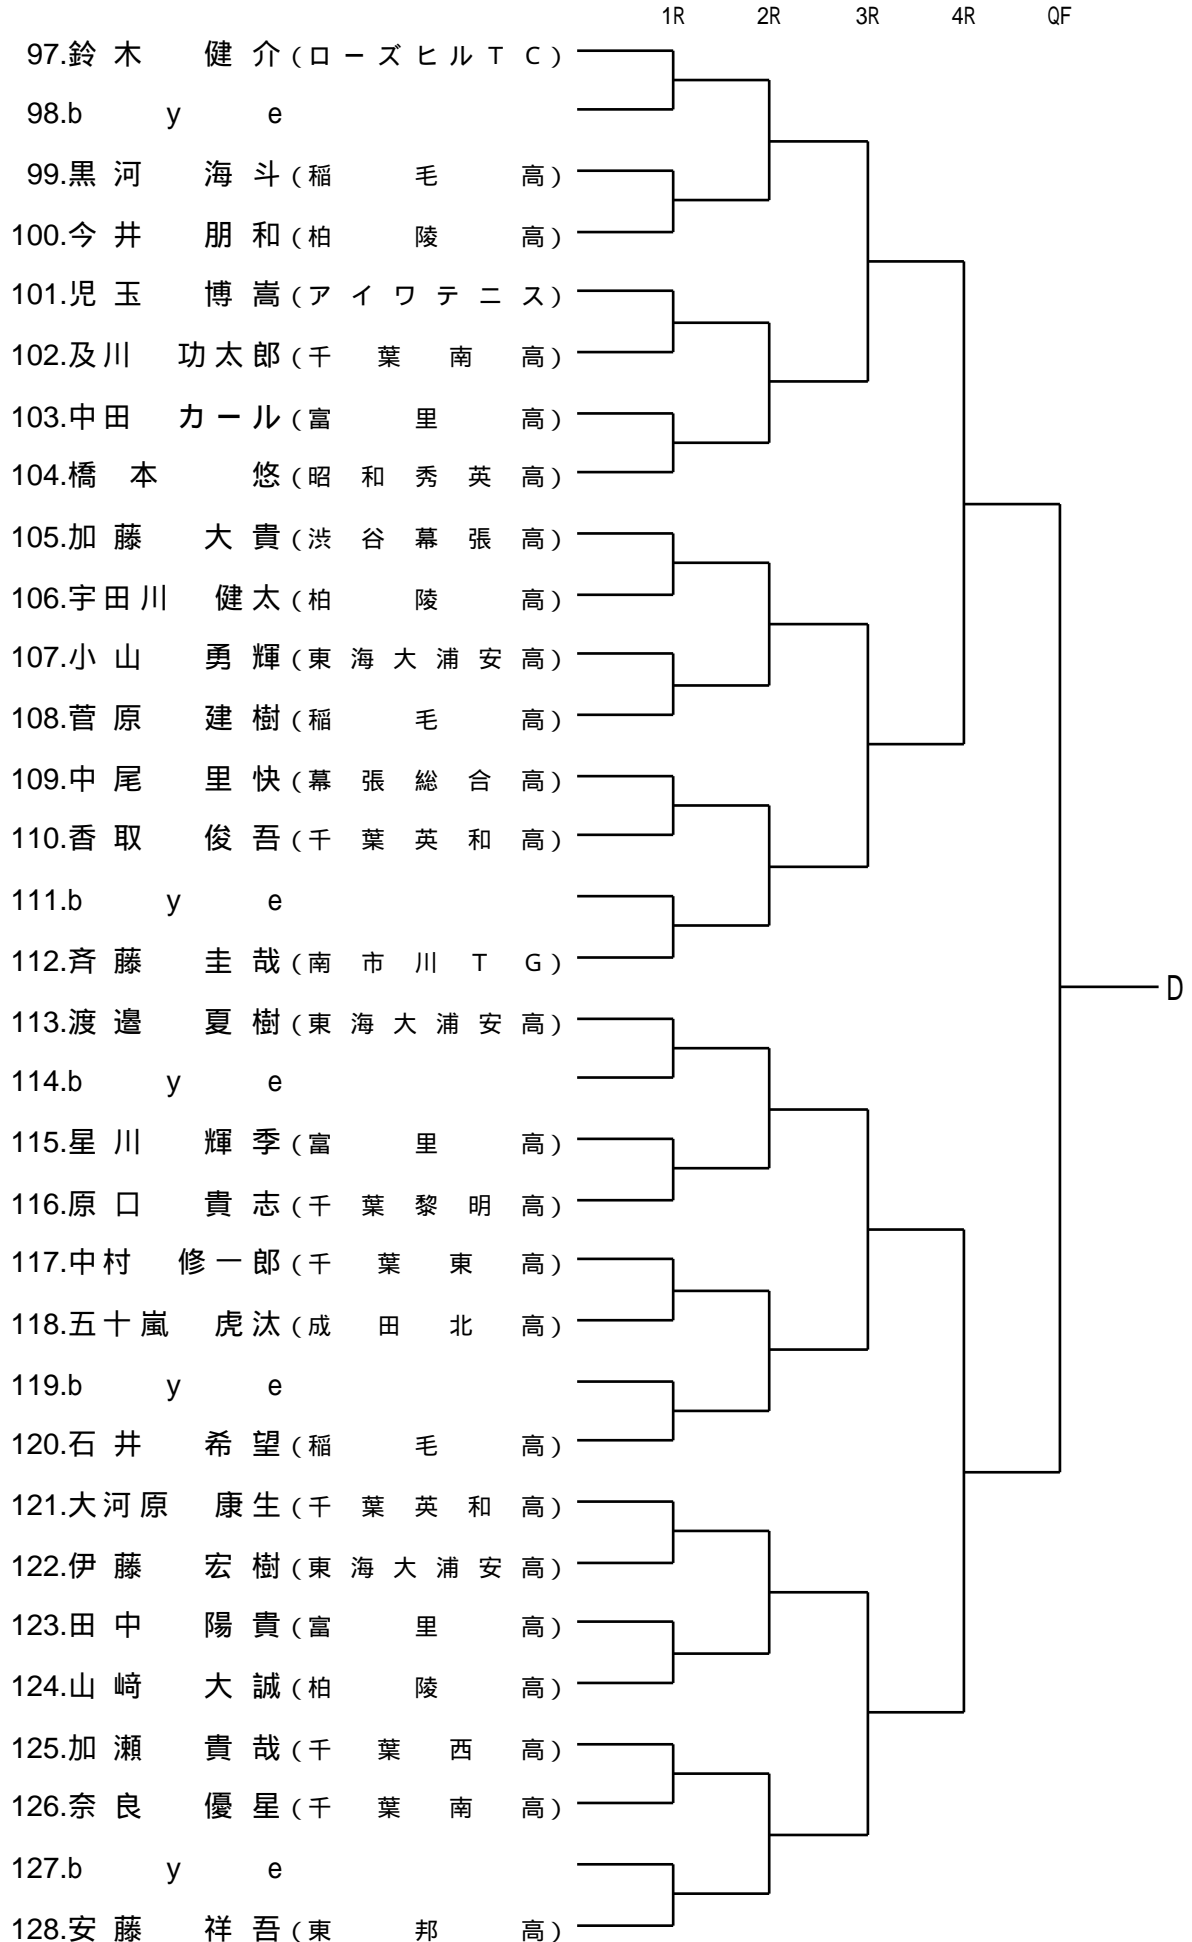 1R 2R 3R 4R QF
97.鈴木 健介(ローズヒルTC)
98.bye
99.黒河 海斗(稲毛高)
100.今井 朋和(柏陵高)
101.児玉 博嵩(アイワテニス)
102.及川 功太郎(千葉南高)
103.中田 カール(富里高)
104.橋本 悠(昭和秀英高)
105.加藤 大貴(渋谷幕張高)
106.宇田川 健太(柏陵高)
107.小山 勇輝(東海大浦安高)
108.菅原 建樹(稲毛高)
109.中尾 里快(幕張総合高)
110.香取 俊吾(千葉英和高)
111.bye
112.斉藤 圭哉(南市川TG)
D
113.渡邉 夏樹(東海大浦安高)
114.bye
115.星川 輝季(富里高)
116.原口 貴志(千葉黎明高)
117.中村 修一郎(千葉東高)
118.五十嵐 虎汰(成田北高)
119.bye
120.石井 希望(稲毛高)
121.大河原 康生(千葉英和高)
122.伊藤 宏樹(東海大浦安高)
123.田中 陽貴(富里高)
124.山﨑 大誠(柏陵高)
125.加瀬 貴哉(千葉西高)
126.奈良 優星(千葉南高)
127.bye
128.安藤 祥吾(東邦高)